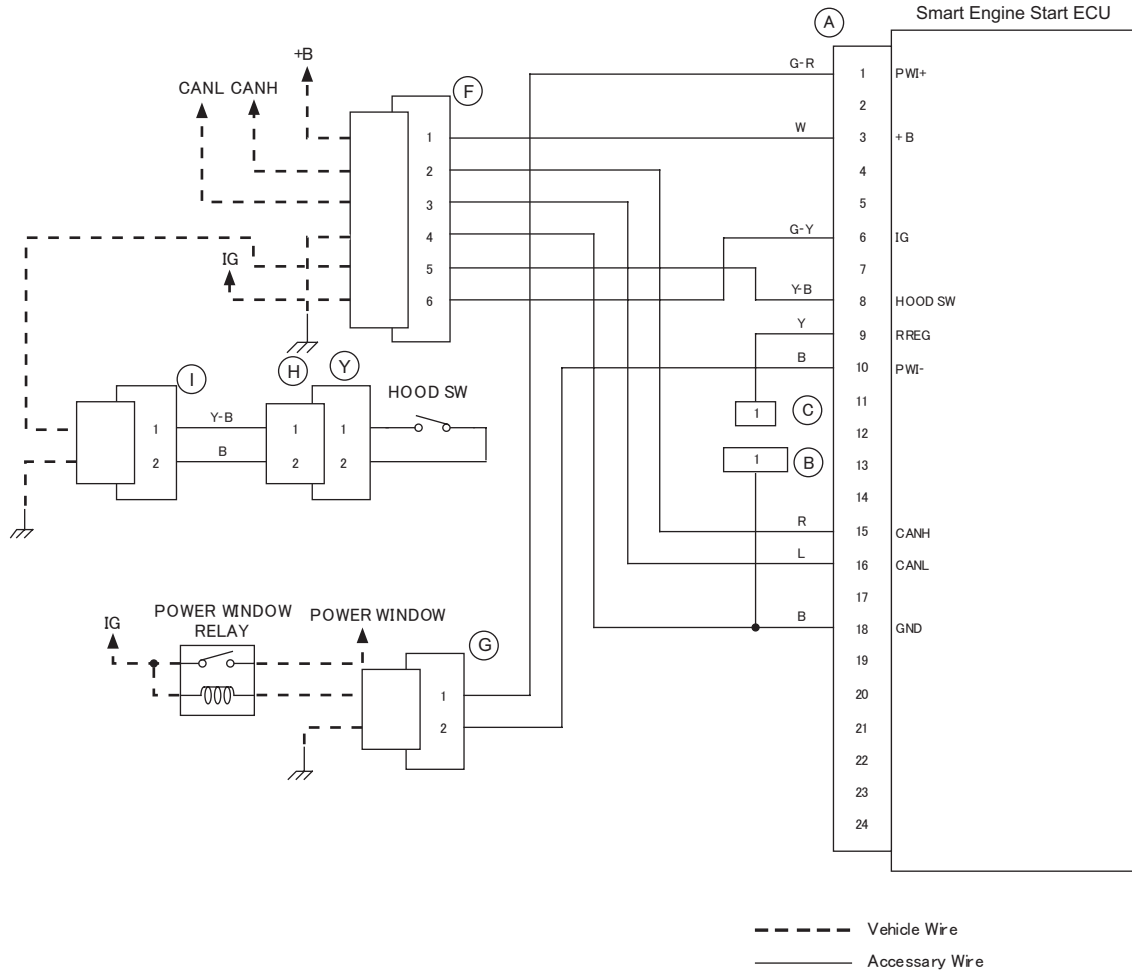 Smart Engine Start ECU
A
+B
CANL CANH
F
G-R
1 PWI+
2
W
3 +B
4
5
G-Y
6 IG
7
Y-B
8 HOOD SW
Y
9 RREG
B
10 PWI-
11
12
13
14
R
15 CANH
L
16 CANL
17
B
18 GND
19
20
21
22
23
24
1
2
3
4
5
6
IG
I
H
Y
HOOD SW
1
2
Y-B
B
1
2
1
2
1
C
1
B
POWER WINDOW
RELAY
IG
POWER WINDOW
G
1
2
Vehicle Wire
Accessary Wire